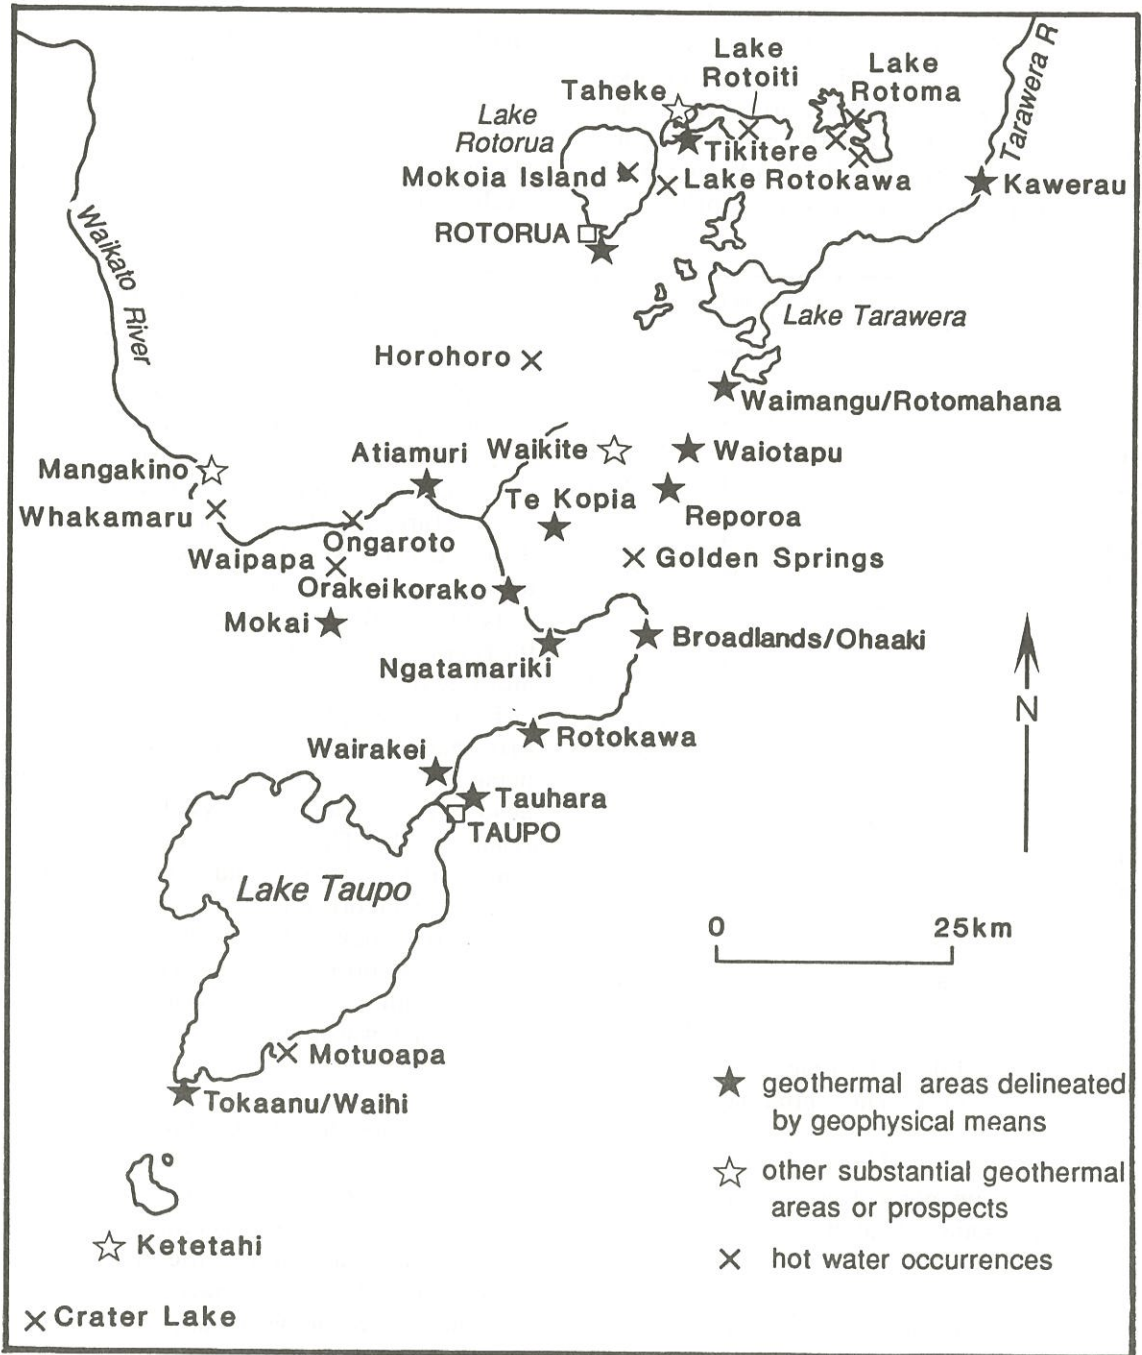 Lake
Rotoiti
Lake
Rotoma
Tarawera R
Taheke
Lake
Rotorua
Tikitere
Mokoia Island
Lake Rotokawa
Kawerau
ROTORUA
Waikato River
Lake Tarawera
Horohoro
Waimangu/Rotomahana
Atiamuri
Waikite
Waiotapu
Mangakino
Te Kopia
Reporoa
Whakamaru
Ongaroto
Waipapa
Golden Springs
Orakeikorako
Mokai
Broadlands/Ohaaki
Ngatamariki
N
Rotokawa
Wairakei
Tauhara
TAUPO
Lake Taupo
0 25km
Motuoapa
Tokaanu/Waihi
geothermal areas delineated
by geophysical means
other substantial geothermal
areas or prospects
hot water occurrences
Ketetahi
Crater Lake